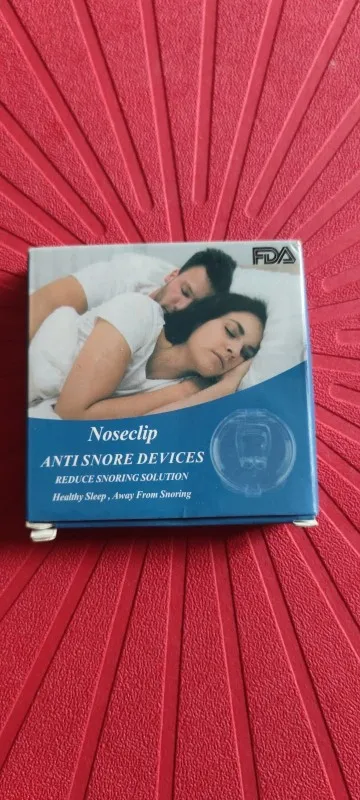 FDA
Noseclip
ANTI SNORE DEVICES
REDUCE SNORING SOLUTION
Healthy Sleep , Away From Snoring